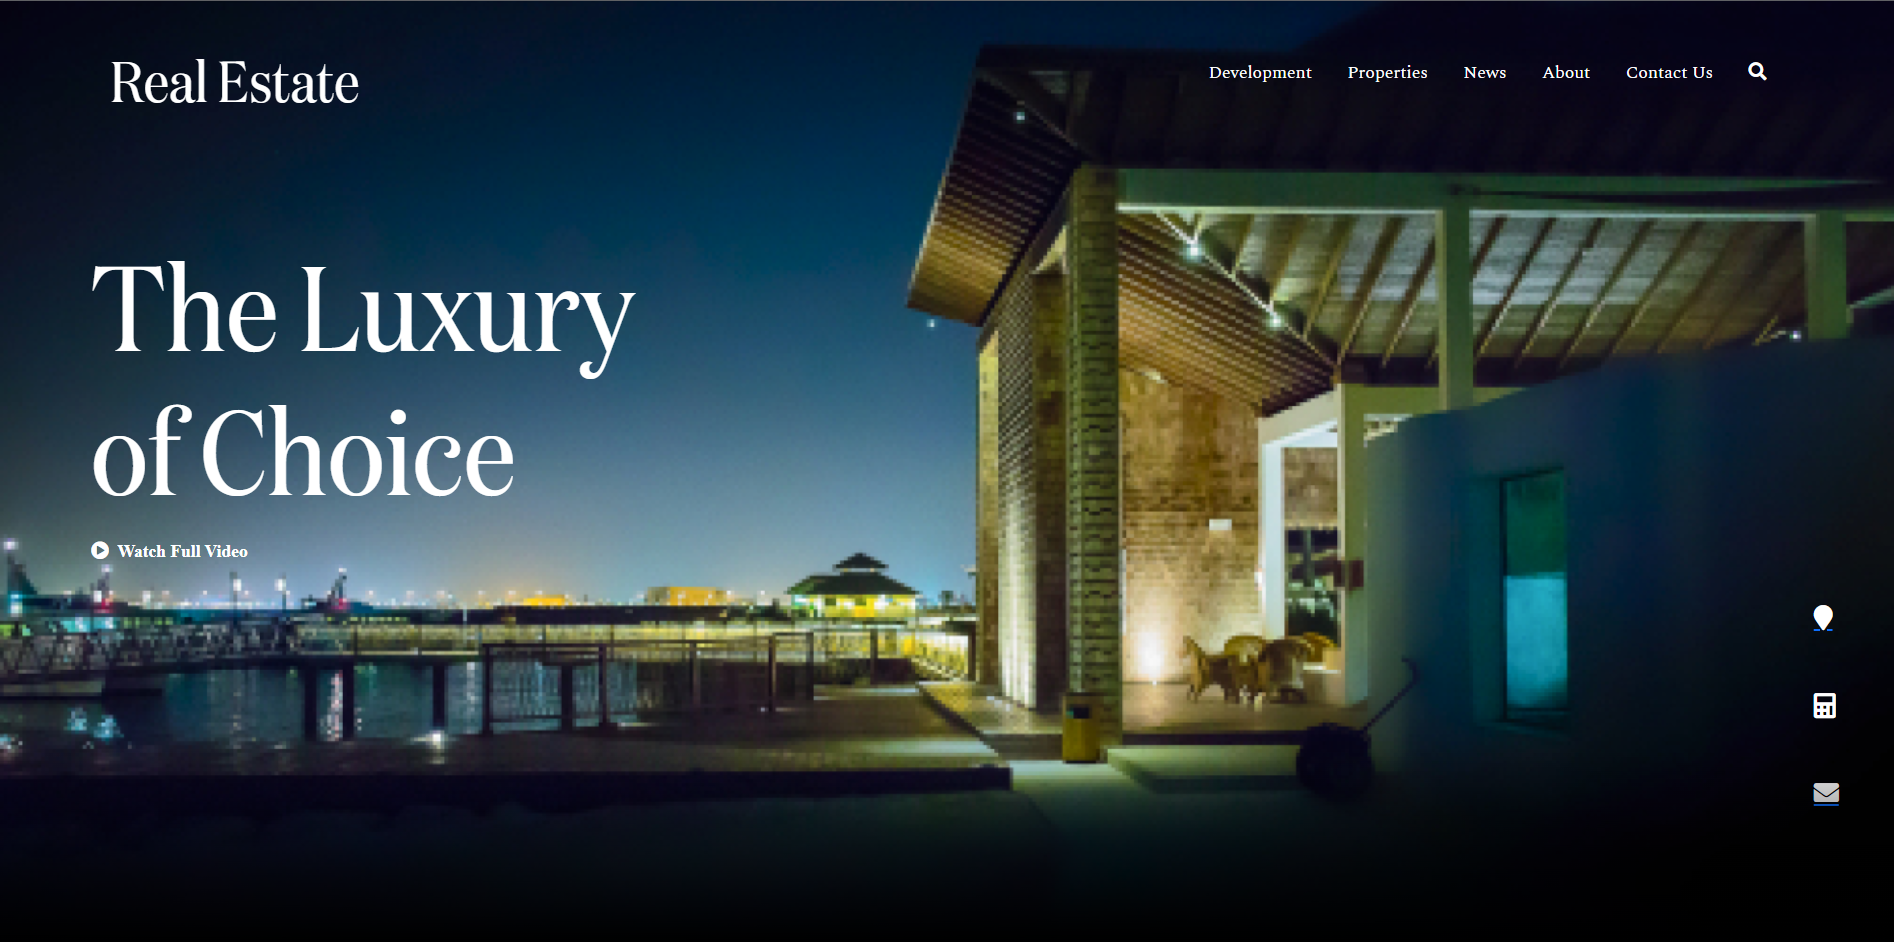 Real Estate
Development Properties News About Contact Us
The Luxury
of Choice
Watch Full Video